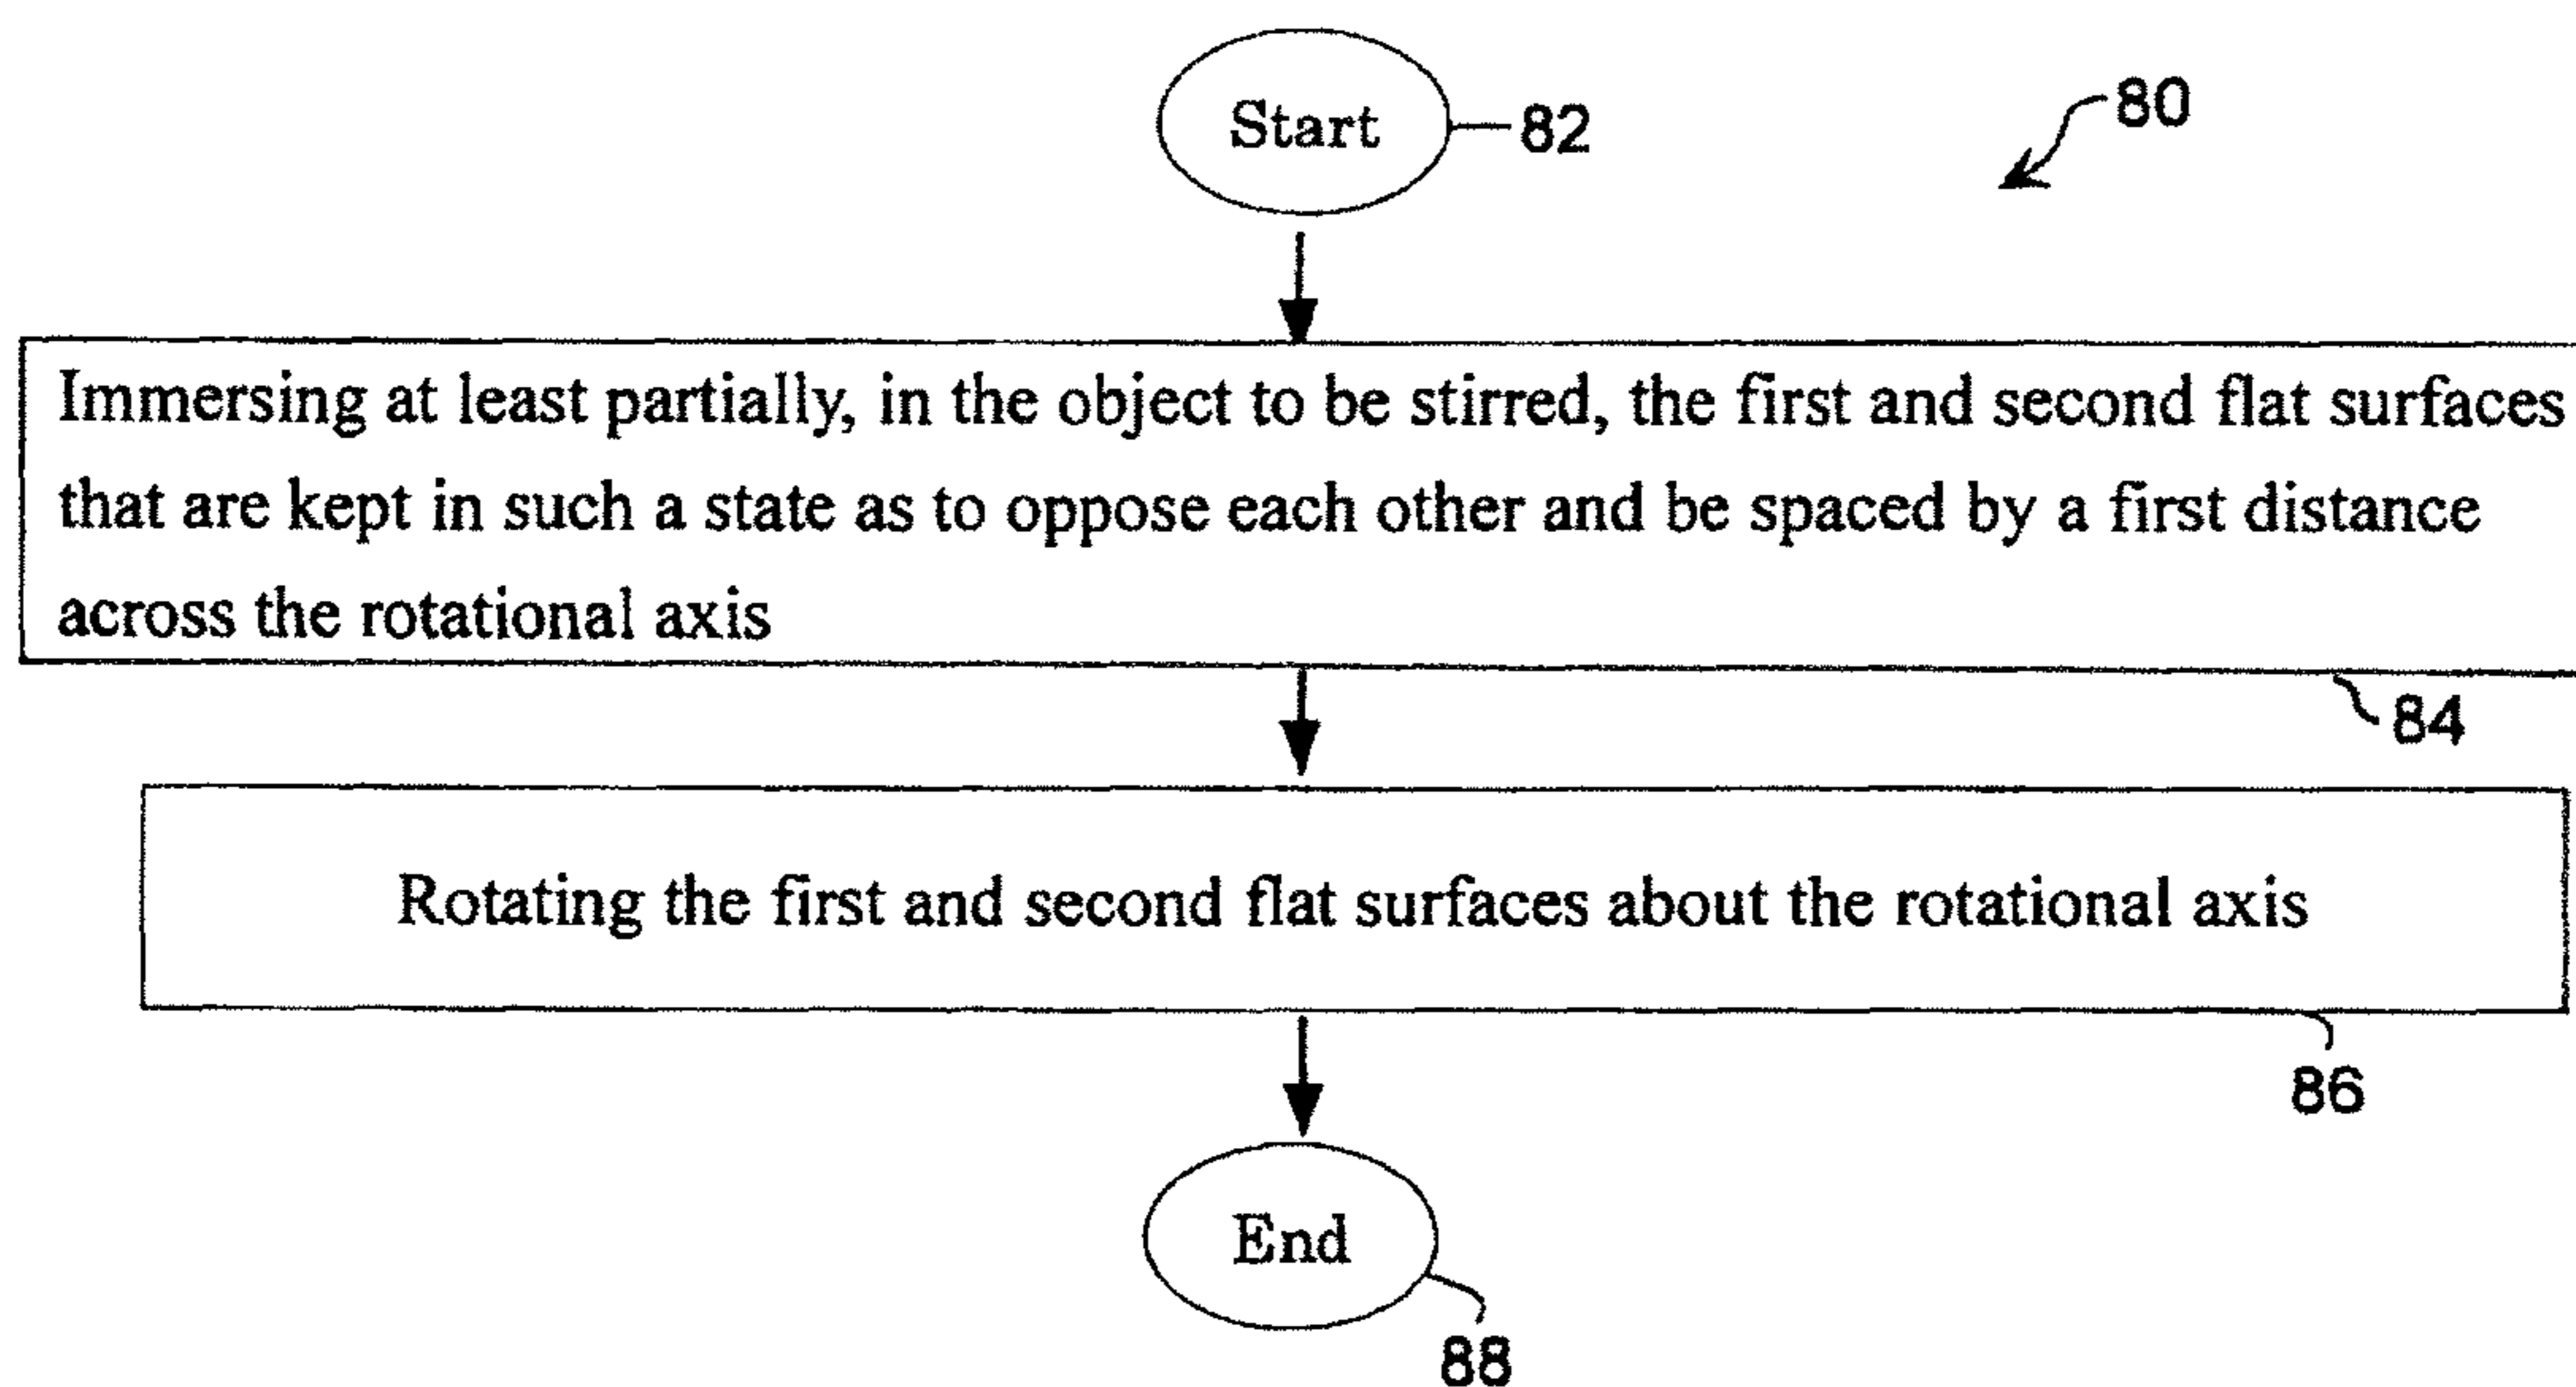 Start
82
80
Immersing at least partially, in the object to be stirred, the first and second flat surfaces
that are kept in such a state as to oppose each other and be spaced by a first distance
across the rotational axis
84
Rotating the first and second flat surfaces about the rotational axis
86
End
88